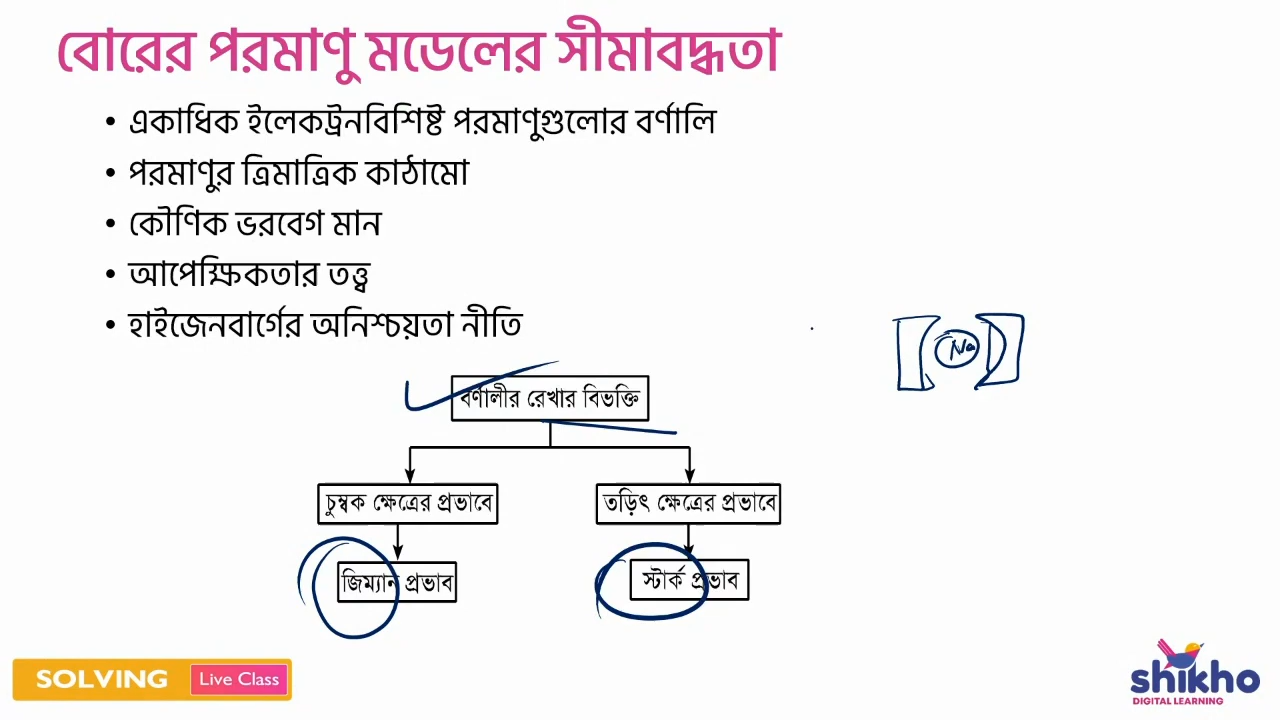 বোরের পরমাণু মডেলের সীমাবদ্ধতা
• একাধিক ইলেকট্রনবিশিষ্ট পরমাণুগুলোর বর্ণালি
• পরমাণুর ত্রিমাত্রিক কাঠামো
• কৌণিক ভরবেগ মান
• আপেক্ষিকতার তত্ত্ব
• হাইজেনবার্গের অনিশ্চয়তা নীতি
Na
বর্ণালীর রেখার বিভক্তি
চুম্বক ক্ষেত্রের প্রভাবে
তড়িৎ ক্ষেত্রের প্রভাবে
জিম্যান প্রভাব
স্টার্ক প্রভাব
SOLVING Live Class
shikho
DIGITAL LEARNING